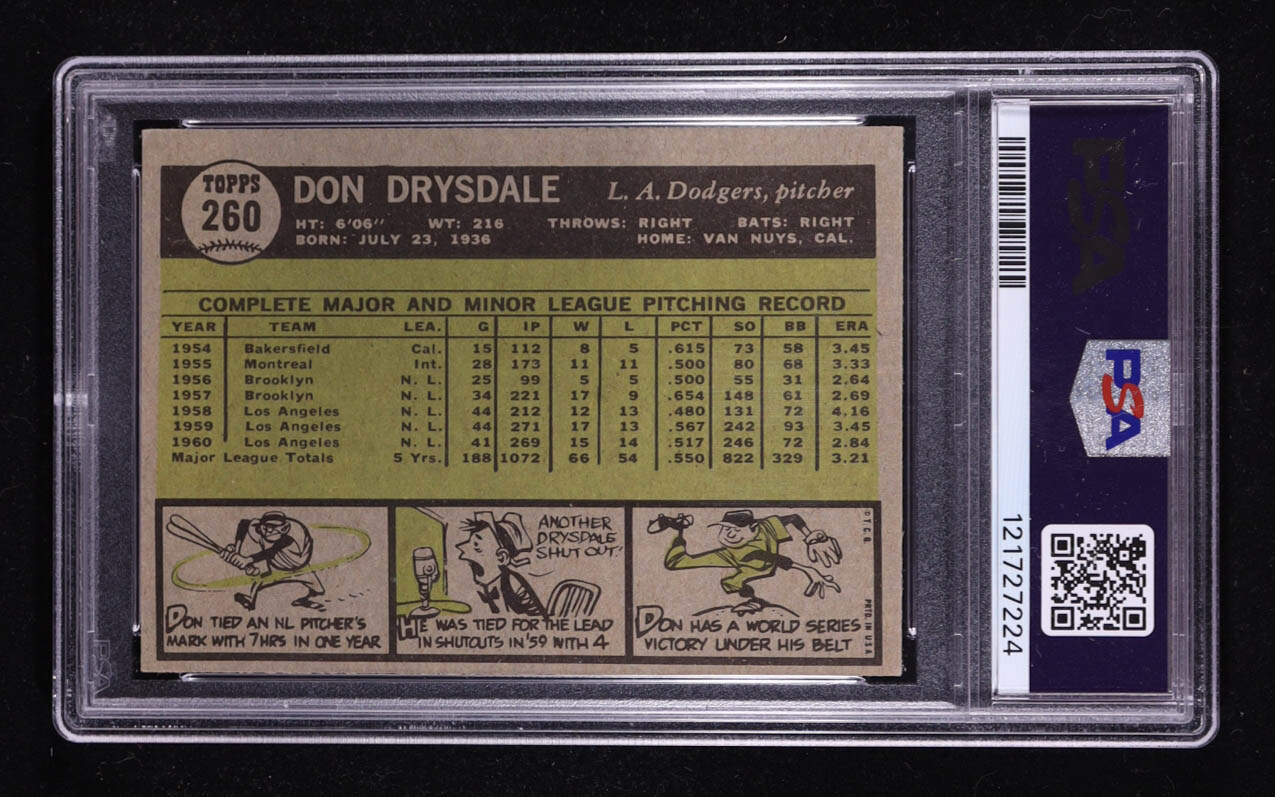 TOPPS
260
DON DRYSDALE L. A. Dodgers, pitcher
HT: 6'06" WT: 216 THROWS: RIGHT BATS: RIGHT
BORN: JULY 23, 1936 HOME: VAN NUYS, CAL.
COMPLETE MAJOR AND MINOR LEAGUE PITCHING RECORD
YEAR TEAM LEA. G IP W L PCT SO BB ERA
1954 Bakersfield Cal. 15 112 8 5 .615 73 58 3.45
1955 Montreal Int. 28 173 11 11 .500 80 68 3.33
1956 Brooklyn N. L. 25 99 5 5 .500 55 31 2.64
1957 Brooklyn N. L. 34 221 17 9 .654 148 61 2.69
1958 Los Angeles N. L. 44 212 12 13 .480 131 72 4.16
1959 Los Angeles N. L. 44 271 17 13 .567 242 93 3.45
1960 Los Angeles N. L. 41 269 15 14 .517 246 72 2.84
Major League Totals 5 Yrs. 188 1072 66 54 .550 822 329 3.21
DON TIED AN NL PITCHER'S
MARK WITH 7 HRS IN ONE YEAR
ANOTHER
DRYSDALE
SHUT OUT!
HE WAS TIED FOR THE LEAD
IN SHUTOUTS IN '59 WITH 4
DON HAS A WORLD SERIES
VICTORY UNDER HIS BELT
© T. C. G. PRTD IN U.S.A.
PSA
PSA
121727224
PSA